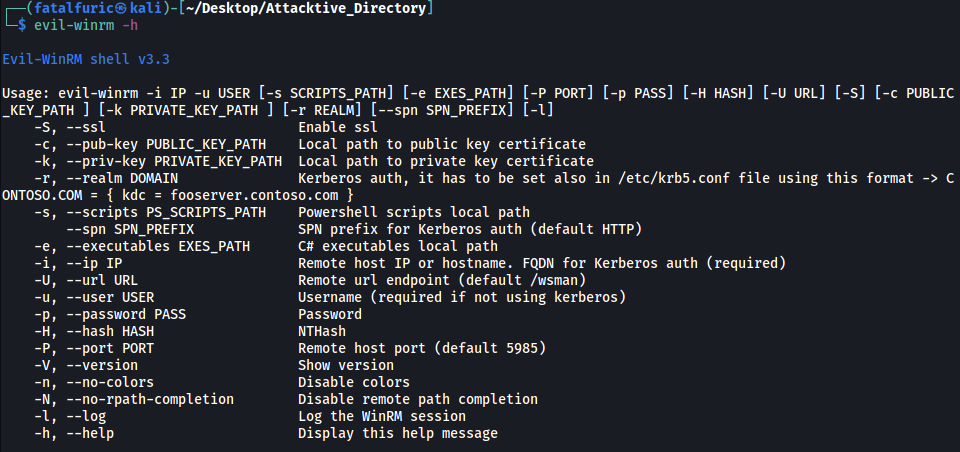 ┌──(fatalfuric㉿kali)-[~/Desktop/Attacktive_Directory]
└─$ evil-winrm -h
Evil-WinRM shell v3.3
Usage: evil-winrm -i IP -u USER [-s SCRIPTS_PATH] [-e EXES_PATH] [-P PORT] [-p PASS] [-H HASH] [-U URL] [-S] [-c PUBLIC
_KEY_PATH ] [-k PRIVATE_KEY_PATH ] [-r REALM] [--spn SPN_PREFIX] [-l]
-S, --ssl Enable ssl
-c, --pub-key PUBLIC_KEY_PATH Local path to public key certificate
-k, --priv-key PRIVATE_KEY_PATH Local path to private key certificate
-r, --realm DOMAIN Kerberos auth, it has to be set also in /etc/krb5.conf file using this format -> C
ONTOSO.COM = { kdc = fooserver.contoso.com }
-s, --scripts PS_SCRIPTS_PATH Powershell scripts local path
--spn SPN_PREFIX SPN prefix for Kerberos auth (default HTTP)
-e, --executables EXES_PATH C# executables local path
-i, --ip IP Remote host IP or hostname. FQDN for Kerberos auth (required)
-U, --url URL Remote url endpoint (default /wsman)
-u, --user USER Username (required if not using kerberos)
-p, --password PASS Password
-H, --hash HASH NTHash
-P, --port PORT Remote host port (default 5985)
-V, --version Show version
-n, --no-colors Disable colors
-N, --no-rpath-completion Disable remote path completion
-l, --log Log the WinRM session
-h, --help Display this help message